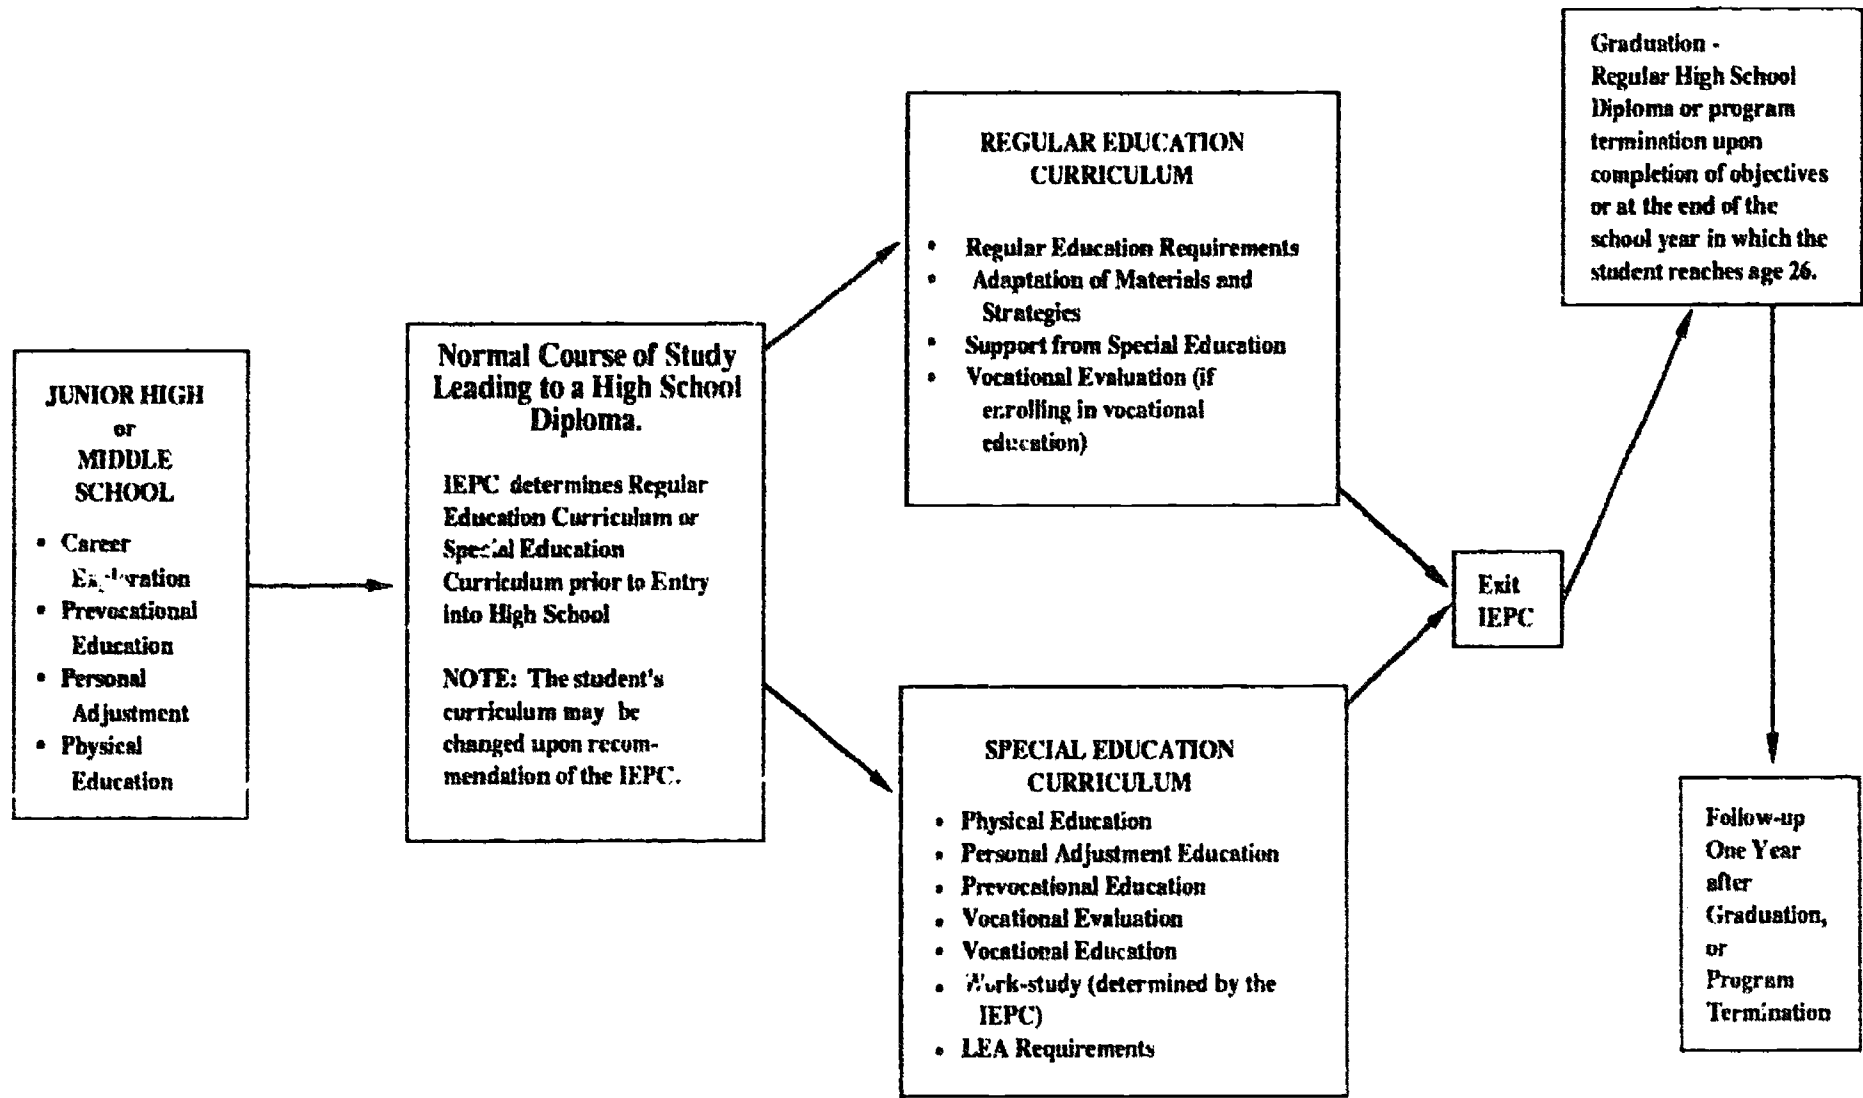 JUNIOR HIGH
or
MIDDLE
SCHOOL
• Career
Exploration
• Prevocational
Education
• Personal
Adjustment
• Physical
Education
Normal Course of Study
Leading to a High School
Diploma.
IEPC determines Regular
Education Curriculum or
Special Education
Curriculum prior to Entry
into High School
NOTE: The student's
curriculum may be
changed upon recom-
mendation of the IEPC.
REGULAR EDUCATION
CURRICULUM
• Regular Education Requirements
• Adaptation of Materials and
Strategies
• Support from Special Education
• Vocational Evaluation (if
enrolling in vocational
education)
SPECIAL EDUCATION
CURRICULUM
• Physical Education
• Personal Adjustment Education
• Prevocational Education
• Vocational Evaluation
• Vocational Education
• Work-study (determined by the
IEPC)
• LEA Requirements
Exit
IEPC
Graduation -
Regular High School
Diploma or program
termination upon
completion of objectives
or at the end of the
school year in which the
student reaches age 26.
Follow-up
One Year
after
Graduation,
or
Program
Termination